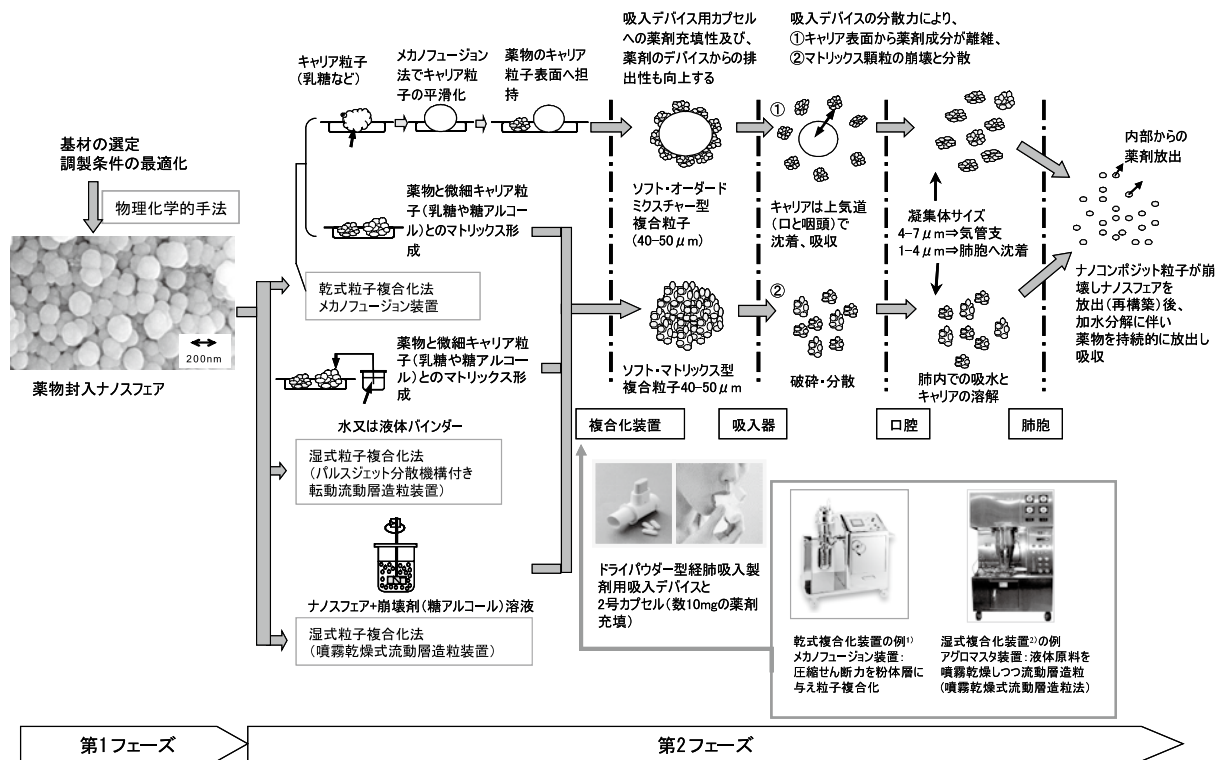 基材の選定
調製条件の最適化
物理化学的手法
200nm
薬物封入ナノスフェア
キャリア粒子
(乳糖など)
メカノフュージョン
法でキャリア粒
子の平滑化
薬物のキャリア
粒子表面へ担
持
薬物と微細キャリア粒
子(乳糖や糖アルコー
ル)とのマトリックス形
成
乾式粒子複合化法
メカノフュージョン装置
薬物と微細キャリア粒
子(乳糖や糖アルコー
ル)とのマトリックス形
成
水又は液体バインダー
湿式粒子複合化法
(パルスジェット分散機構付き
転動流動層造粒装置)
ナノスフェア+崩壊剤(糖アルコール)溶液
湿式粒子複合化法
(噴霧乾燥式流動層造粒装置)
吸入デバイス用カプセル
への薬剤充填性及び、
薬剤のデバイスからの排
出性も向上する
ソフト・オーダード
ミクスチャー型
複合粒子
(40-50μm)
ソフト・マトリックス型
複合粒子40-50μm
吸入デバイスの分散力により、
①キャリア表面から薬剤成分が離雑、
②マトリックス顆粒の崩壊と分散
①
キャリアは上気道
(口と咽頭)で
沈着、吸収
②
破砕・分散
凝集体サイズ
4-7μm⇒気管支
1-4μm⇒肺胞へ沈着
肺内での吸水と
キャリアの溶解
内部からの
薬剤放出
ナノコンポジット粒子が崩
壊しナノスフェアを
放出(再構築)後、
加水分解に伴い
薬物を持続的に放出し
吸収
複合化装置
吸入器
口腔
肺胞
ドライパウダー型経肺吸入製
剤用吸入デバイスと
2号カプセル(数10mgの薬剤
充填)
乾式複合化装置の例1)
メカノフュージョン装置:
圧縮せん断力を粉体層に
与え粒子複合化
湿式複合化装置2)の例
アグロマスタ装置:液体原料を
噴霧乾燥しつつ流動層造粒
(噴霧乾燥式流動層造粒法)
第1フェーズ
第2フェーズ